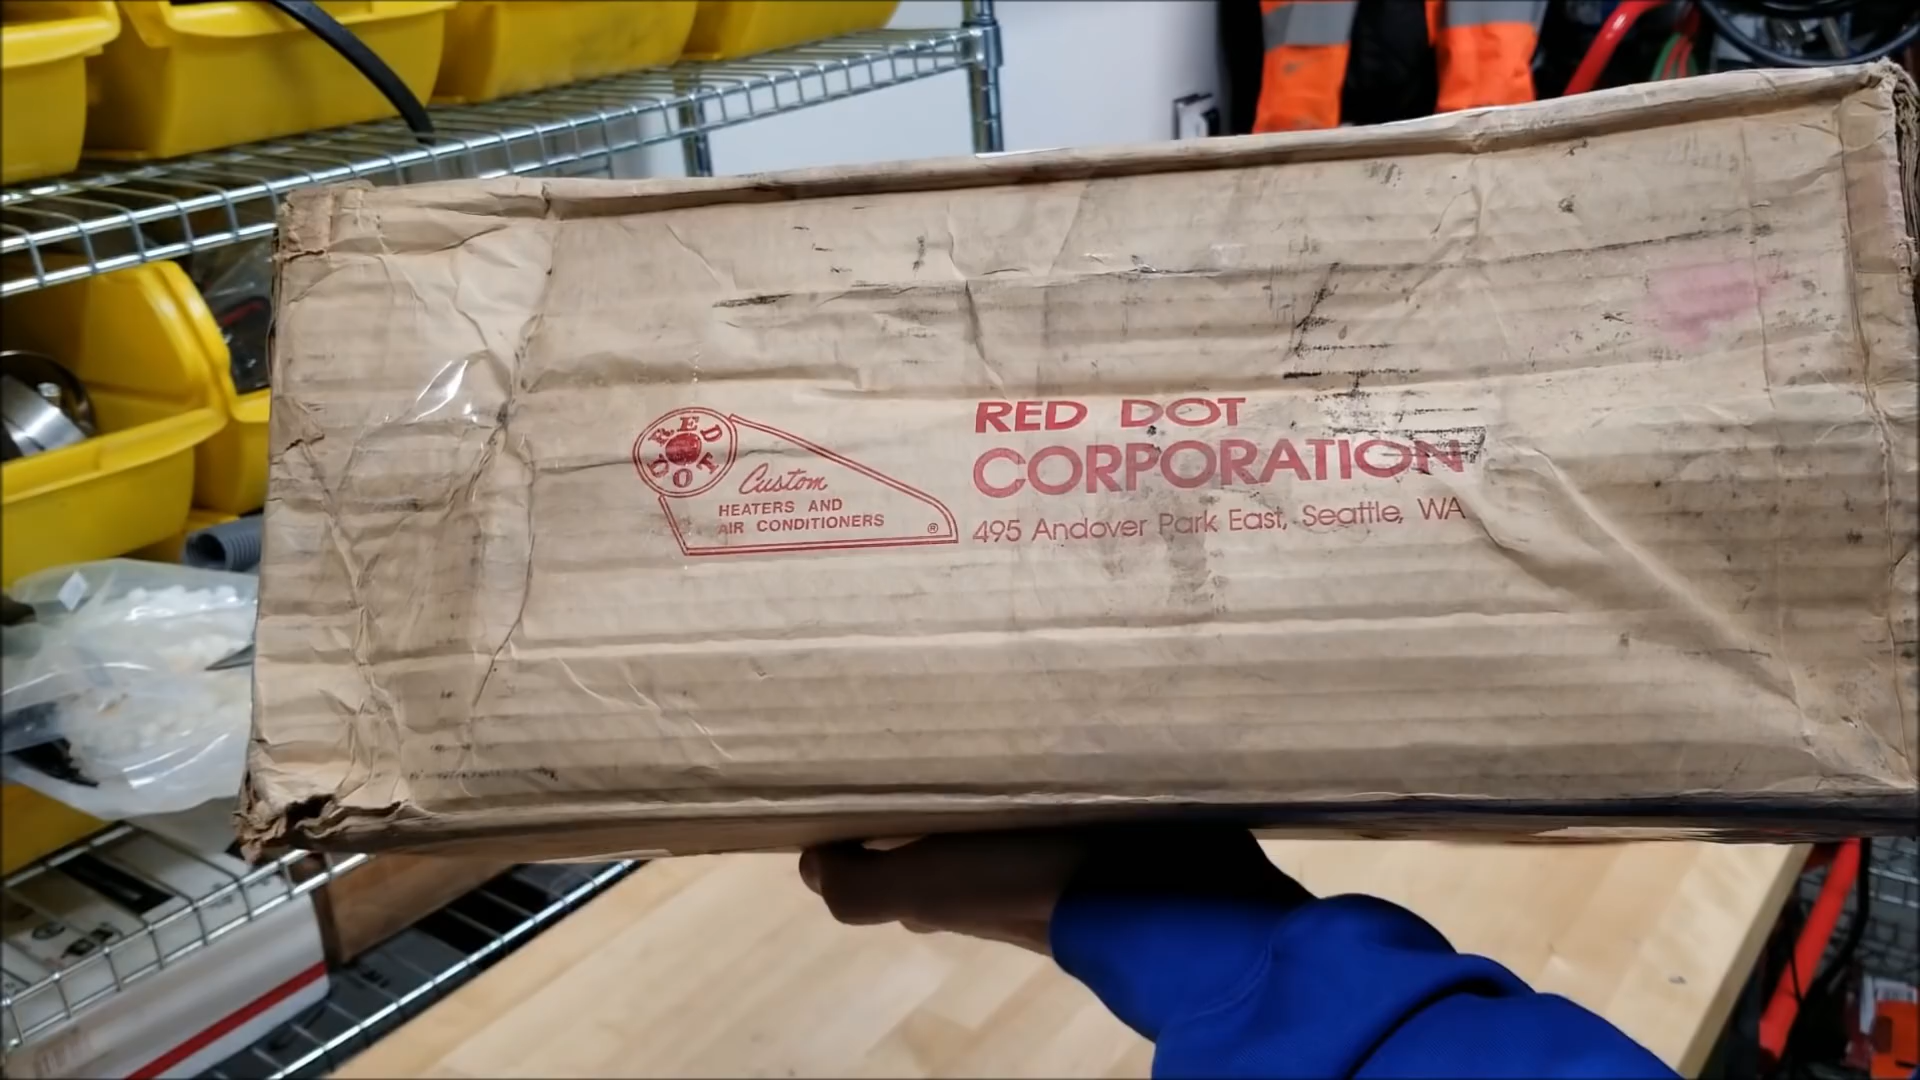 RED DOT
Custom
HEATERS AND
AIR CONDITIONERS
®
RED DOT
CORPORATION
495 Andover Park East, Seattle, WA